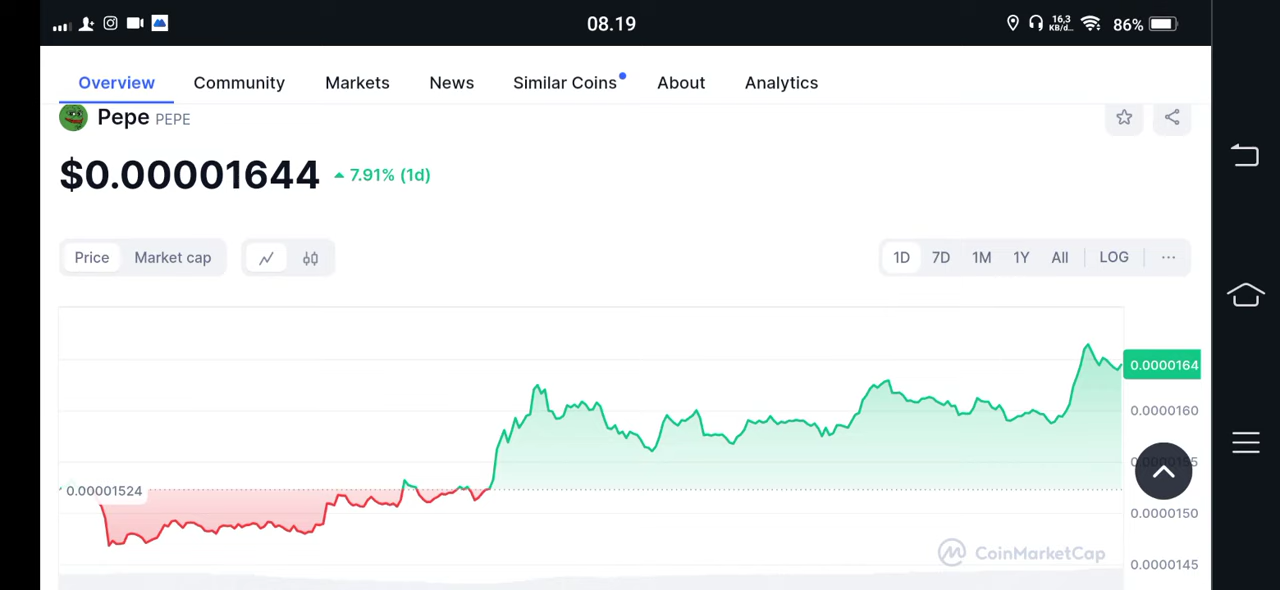 08.19
16,3
KB/d...
86%
Overview Community Markets News Similar Coins About Analytics
Pepe PEPE
$0.00001644 7.91% (1d)
Price Market cap
1D 7D 1M 1Y All LOG ...
0.0000164
0.0000160
0.00001524
0.0000150
CoinMarketCap
0.0000145